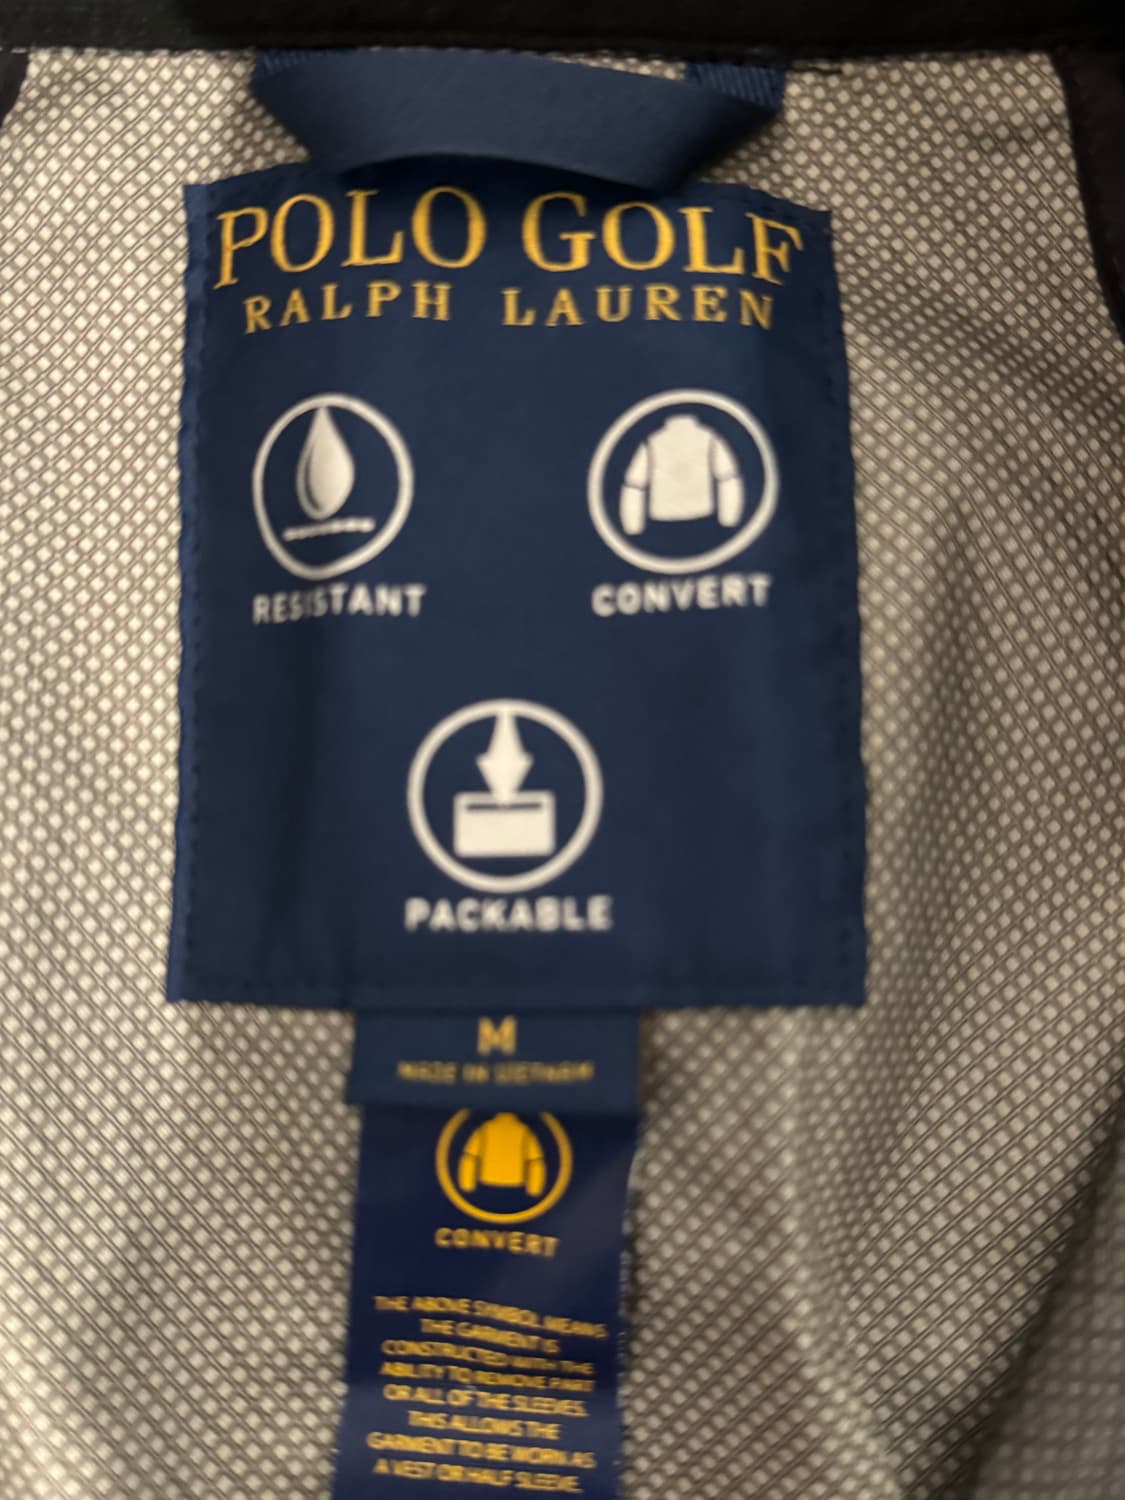 POLO GOLF
RALPH LAUREN
RESISTANT
CONVERT
PACKABLE
M
MADE IN VIETNAM
CONVERT
THE ABOVE SYMBOL MEANS
THE GARMENT IS
CONSTRUCTED WITH THE
ABILITY TO REMOVE PART
OR ALL OF THE SLEEVES.
THIS ALLOWS THE
GARMENT TO BE WORN AS
A VEST OR HALF SLEEVE.